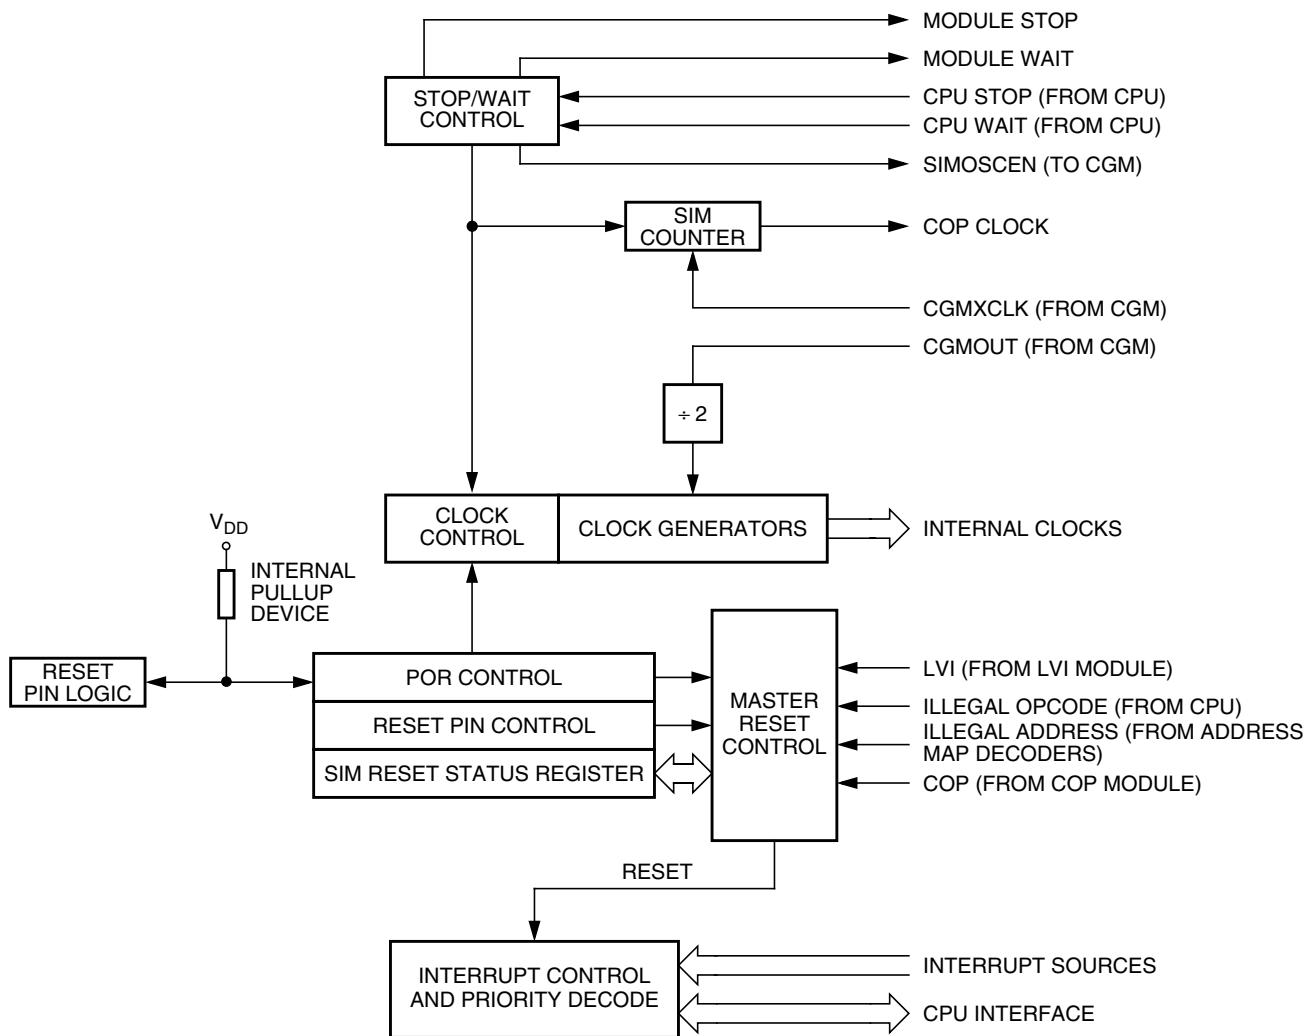 MODULE STOP
MODULE WAIT
STOP/WAIT
CONTROL
CPU STOP (FROM CPU)
CPU WAIT (FROM CPU)
SIMOSCEN (TO CGM)
SIM
COUNTER
COP CLOCK
CGMXCLK (FROM CGM)
CGMOUT (FROM CGM)
÷ 2
CLOCK
CONTROL
CLOCK GENERATORS
INTERNAL CLOCKS
VDD
INTERNAL
PULLUP
DEVICE
RESET
PIN LOGIC
POR CONTROL
RESET PIN CONTROL
SIM RESET STATUS REGISTER
MASTER
RESET
CONTROL
LVI (FROM LVI MODULE)
ILLEGAL OPCODE (FROM CPU)
ILLEGAL ADDRESS (FROM ADDRESS
MAP DECODERS)
COP (FROM COP MODULE)
RESET
INTERRUPT CONTROL
AND PRIORITY DECODE
INTERRUPT SOURCES
CPU INTERFACE